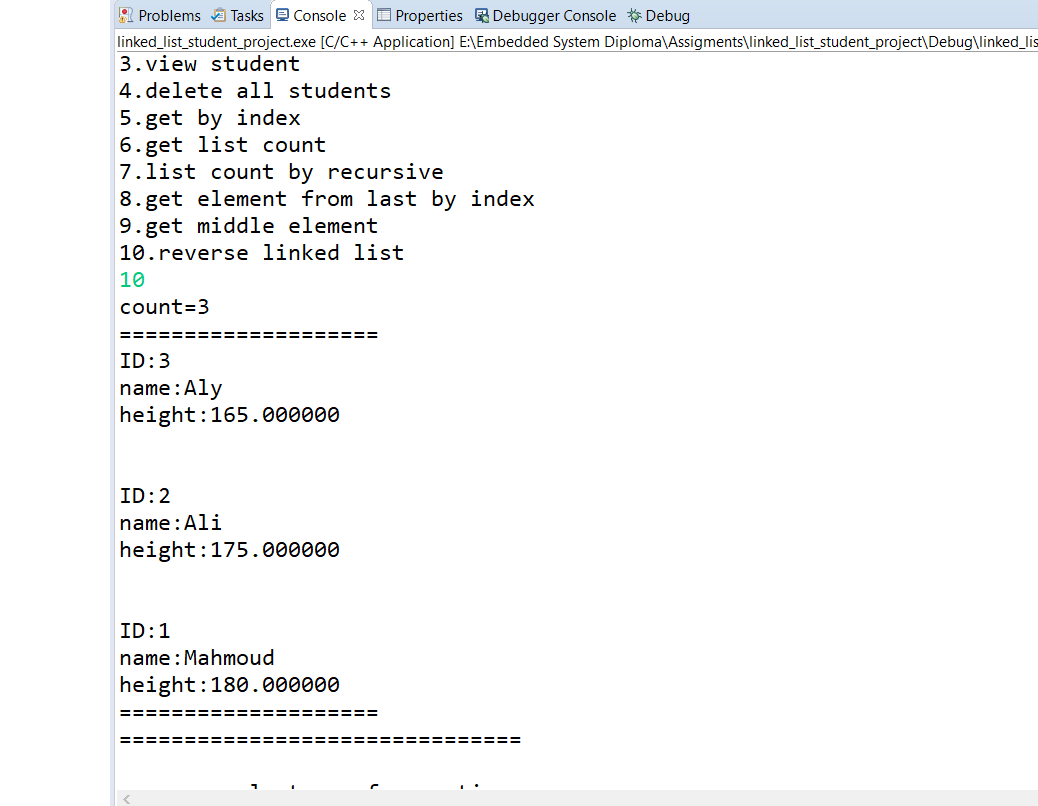 Problems Tasks Console Properties Debugger Console Debug
linked_list_student_project.exe [C/C++ Application] E:\Embedded System Diploma\Assigments\linked_list_student_project\Debug\linked_lis
3.view student
4.delete all students
5.get by index
6.get list count
7.list count by recursive
8.get element from last by index
9.get middle element
10.reverse linked list
10
count=3
====================
ID:3
name:Aly
height:165.000000
ID:2
name:Ali
height:175.000000
ID:1
name:Mahmoud
height:180.000000
====================
===============================